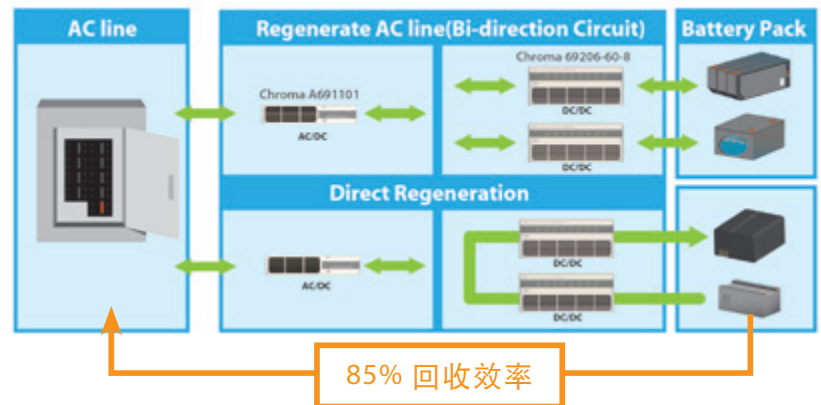 AC line
Regenerate AC line(Bi-direction Circuit)
Battery Pack
Chroma 69206-60-8
Chroma A691101
DC/DC
AC/DC
DC/DC
Direct Regeneration
DC/DC
AC/DC
DC/DC
85% 回收效率